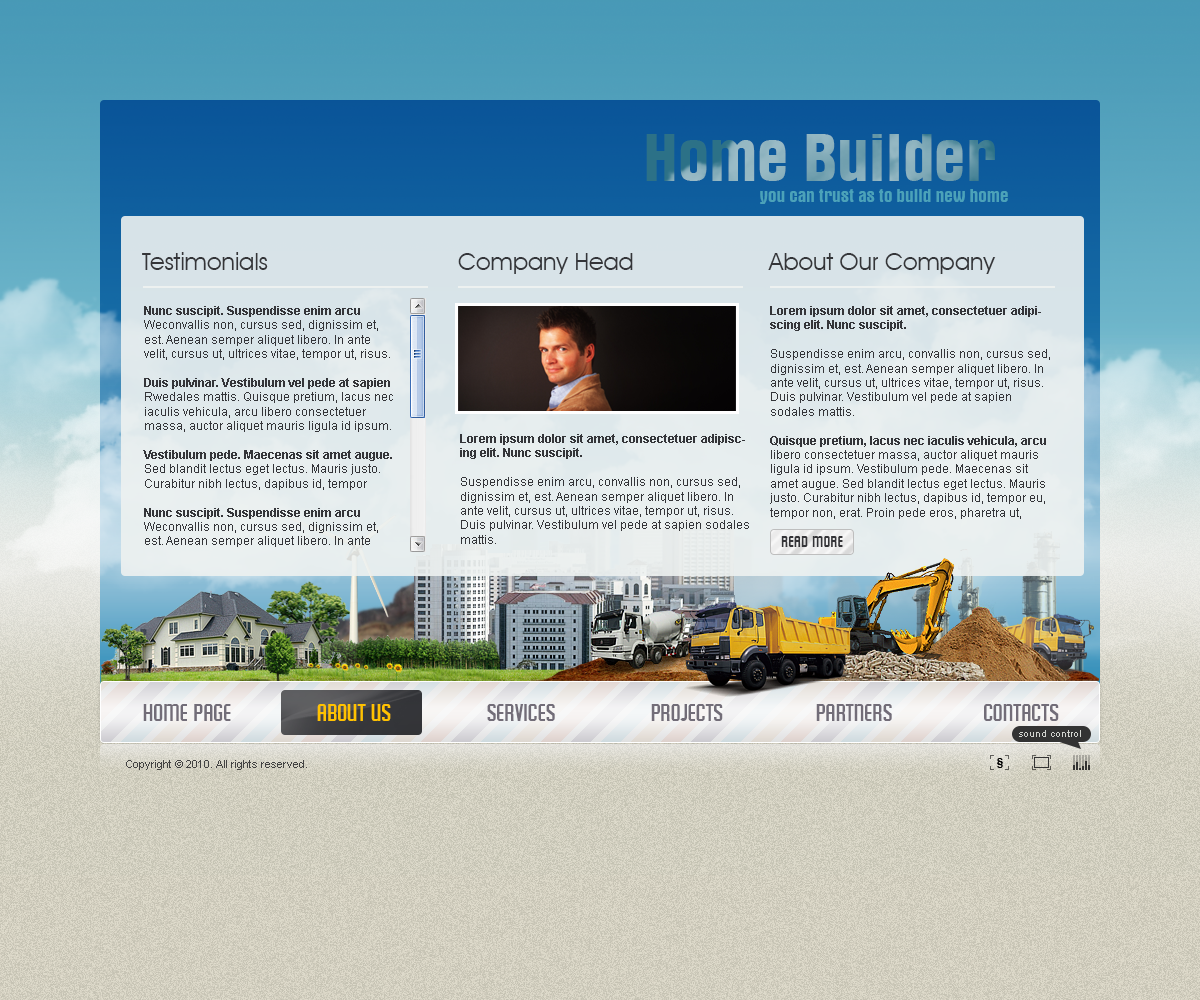 Home Builder
you can trust as to bulid new home
Testimonials
Nunc suscipit. Suspendisse enim arcu
Weconvallis non, cursus sed, dignissim et,
est. Aenean semper aliquet libero. In ante
velit, cursus ut, ultrices vitae, tempor ut, risus.
Duis pulvinar. Vestibulum vel pede at sapien
Rwedales mattis. Quisque pretium, lacus nec
iaculis vehicula, arcu libero consectetuer
massa, auctor aliquet mauris ligula id ipsum.
Vestibulum pede. Maecenas sit amet augue.
Sed blandit lectus eget lectus. Mauris justo.
Curabitur nibh lectus, dapibus id, tempor
Nunc suscipit. Suspendisse enim arcu
Weconvallis non, cursus sed, dignissim et,
est. Aenean semper aliquet libero. In ante
Company Head
Lorem ipsum dolor sit amet, consectetuer adipisc-
ing elit. Nunc suscipit.
Suspendisse enim arcu, convallis non, cursus sed,
dignissim et, est. Aenean semper aliquet libero. In
ante velit, cursus ut, ultrices vitae, tempor ut, risus.
Duis pulvinar. Vestibulum vel pede at sapien sodales
mattis.
About Our Company
Lorem ipsum dolor sit amet, consectetuer adipi-
scing elit. Nunc suscipit.
Suspendisse enim arcu, convallis non, cursus sed,
dignissim et, est. Aenean semper aliquet libero. In
ante velit, cursus ut, ultrices vitae, tempor ut, risus.
Duis pulvinar. Vestibulum vel pede at sapien
sodales mattis.
Quisque pretium, lacus nec iaculis vehicula, arcu
libero consectetuer massa, auctor aliquet mauris
ligula id ipsum. Vestibulum pede. Maecenas sit
amet augue. Sed blandit lectus eget lectus. Mauris
justo. Curabitur nibh lectus, dapibus id, tempor eu,
tempor non, erat. Proin pede eros, pharetra ut,
READ MORE
HOME PAGE
ABOUT US
SERVICES
PROJECTS
PARTNERS
CONTACTS
sound control
Copyright © 2010. All rights reserved.
§